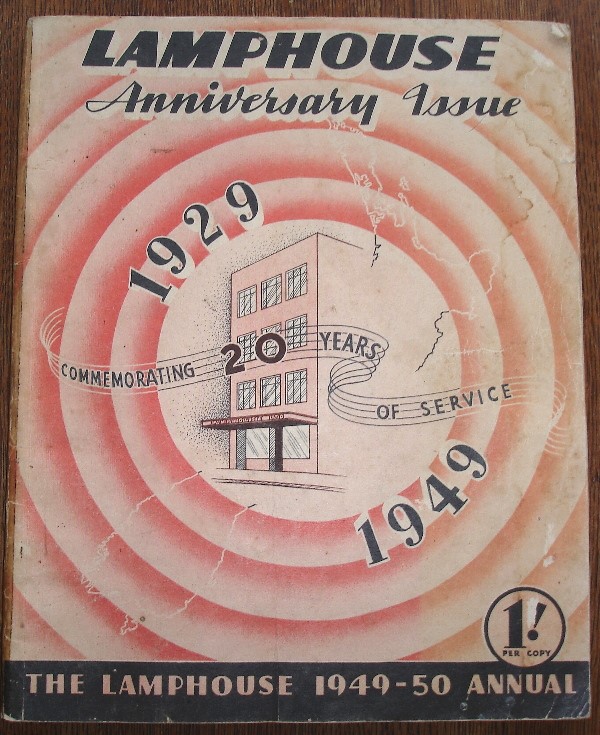 LAMPHOUSE
Anniversary Issue
1929
COMMEMORATING 20 YEARS
OF SERVICE
1949
1/
PER COPY
THE LAMPHOUSE 1949-50 ANNUAL